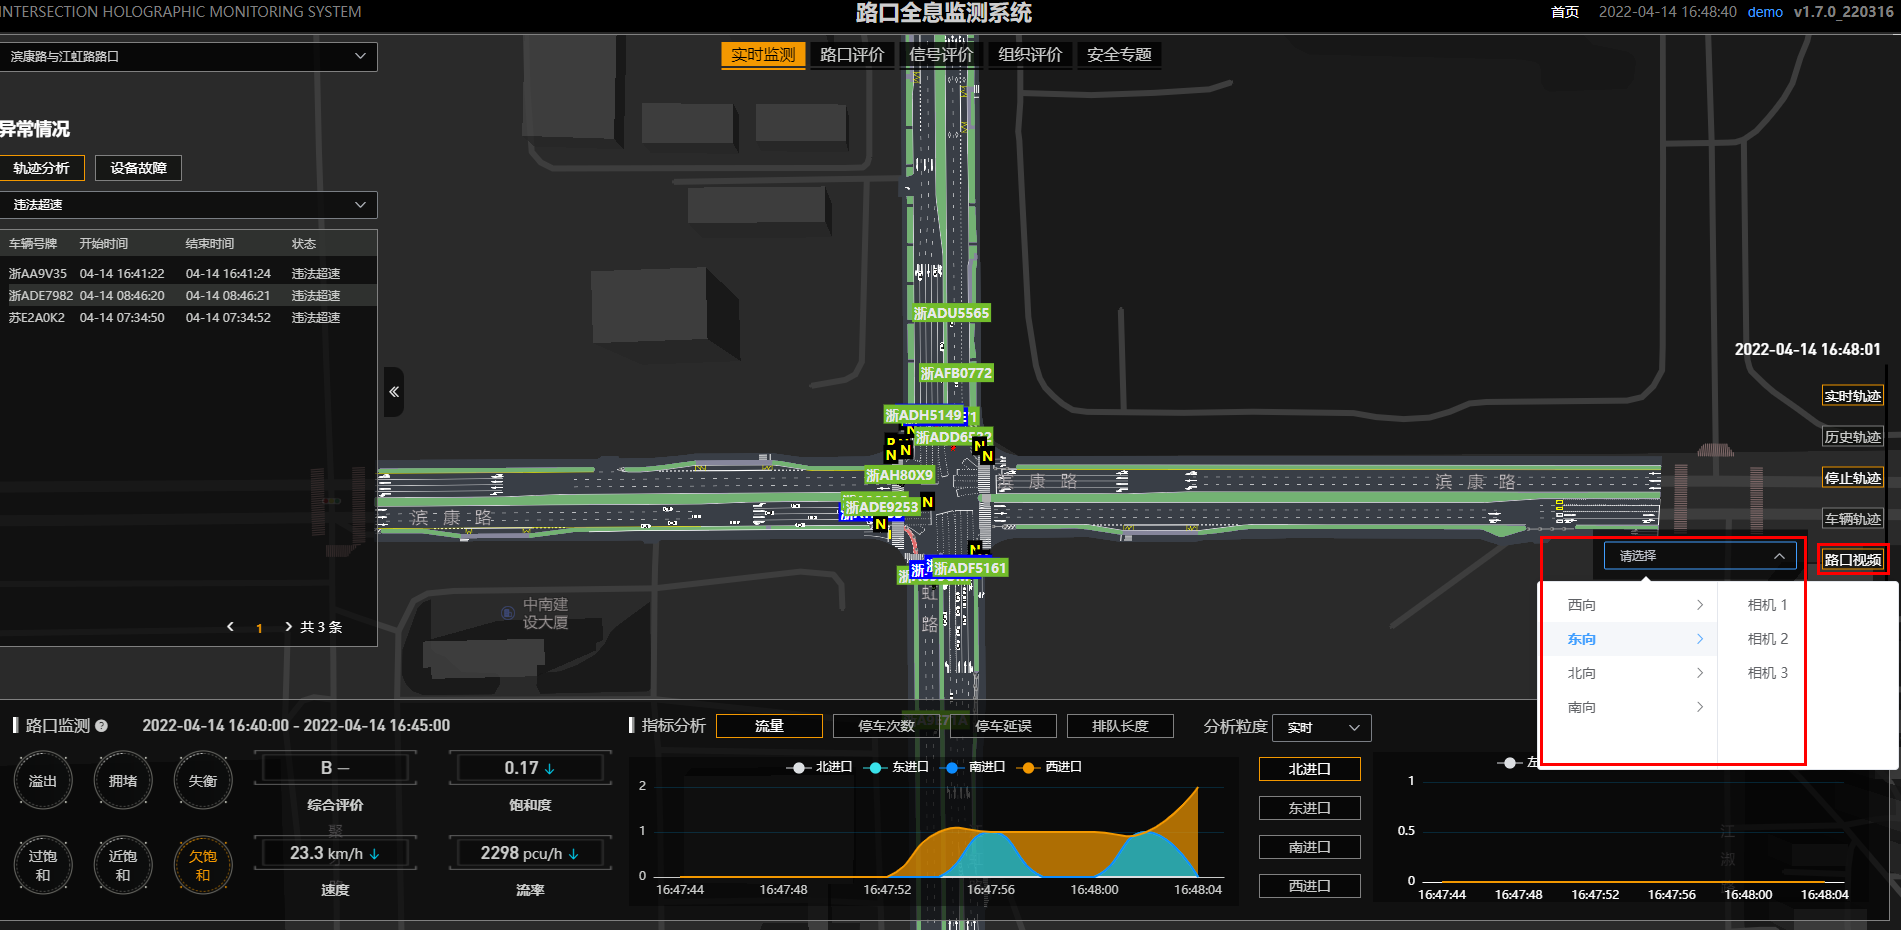 INTERSECTION HOLOGRAPHIC MONITORING SYSTEM
路口全息监测系统
首页 2022-04-14 16:48:40 demo v1.7.0_220316
滨康路与江虹路路口
实时监测 路口评价 信号评价 组织评价 安全专题
异常情况
轨迹分析 设备故障
违法超速
车辆号牌 开始时间 结束时间 状态
浙AA9V35 04-14 16:41:22 04-14 16:41:24 违法超速
浙ADE7982 04-14 08:46:20 04-14 08:46:21 违法超速
苏E2A0K2 04-14 07:34:50 04-14 07:34:52 违法超速
1 共 3 条
浙ADU5565
浙AFB0772
浙ADH5149
浙ADD6522
N
N
N
N
N
浙AH80X9
浙ADE9253
N
N
N
浙ADF5161
滨 康 路
滨 康 路
滨 康 路
虹
路
中南建
设大厦
2022-04-14 16:48:01
实时轨迹
历史轨迹
停止轨迹
车辆轨迹
路口视频
请选择
西向 相机 1
东向 相机 2
北向 相机 3
南向
路口监测 2022-04-14 16:40:00 - 2022-04-14 16:45:00
溢出 拥堵 失衡
过饱和 近饱和 欠饱和
B —
综合评价
0.17 ↓
饱和度
23.3 km/h ↓
速度
2298 pcu/h ↓
流率
聚
指标分析 流量 停车次数 停车延误 排队长度 分析粒度 实时
北进口 东进口 南进口 西进口
2
1
0
16:47:44 16:47:48 16:47:52 16:47:56 16:48:00 16:48:04
北进口
东进口
南进口
西进口
左
1
0.5
0
16:47:44 16:47:48 16:47:52 16:47:56 16:48:00 16:48:04
江
淑